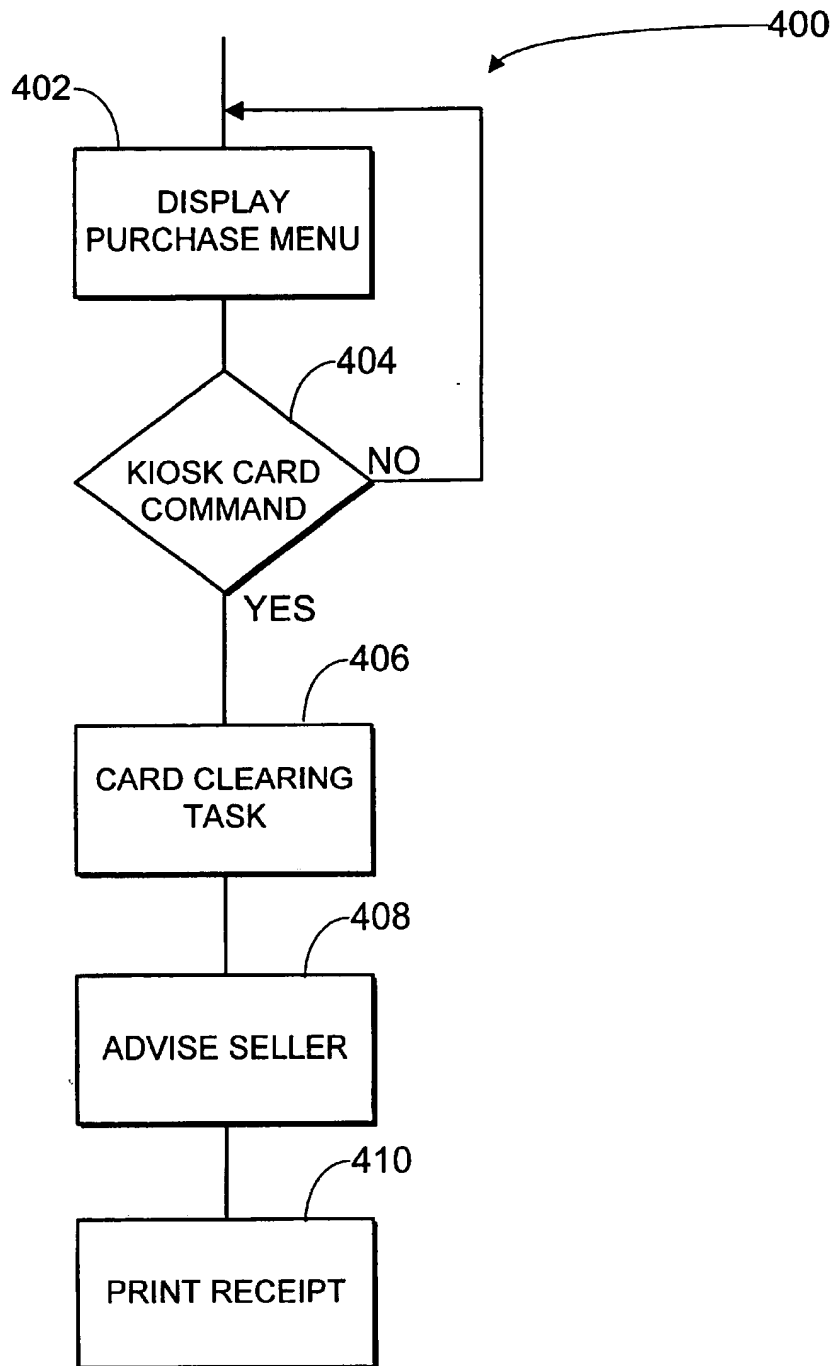 400
402
DISPLAY
PURCHASE MENU
404
KIOSK CARD
COMMAND
NO
YES
406
CARD CLEARING
TASK
408
ADVISE SELLER
410
PRINT RECEIPT